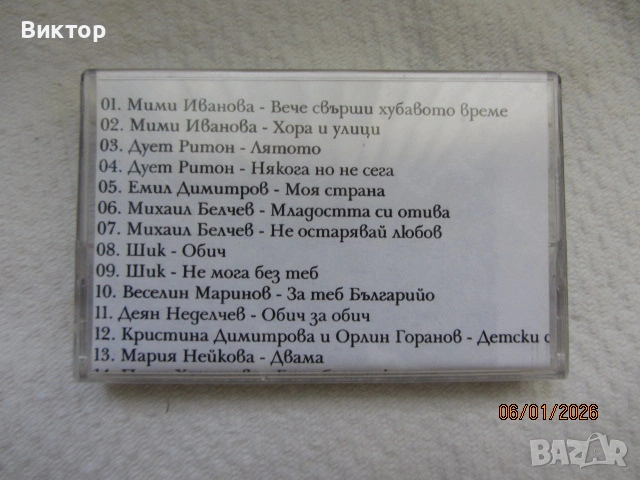 Виктор
01. Мими Иванова - Вече свърши хубавото време
02. Мими Иванова - Хора и улици
03. Дует Ритон - Лятото
04. Дует Ритон - Някога но не сега
05. Емил Димитров - Моя страна
06. Михаил Белчев - Младостта си отива
07. Михаил Белчев - Не остарявай любов
08. Шик - Обич
09. Шик - Не мога без теб
10. Веселин Маринов - За теб Българийо
11. Деян Неделчев - Обич за обич
12. Кристина Димитрова и Орлин Горанов - Детски с
13. Мария Нейкова - Двама
06/01/2026
BAZAR